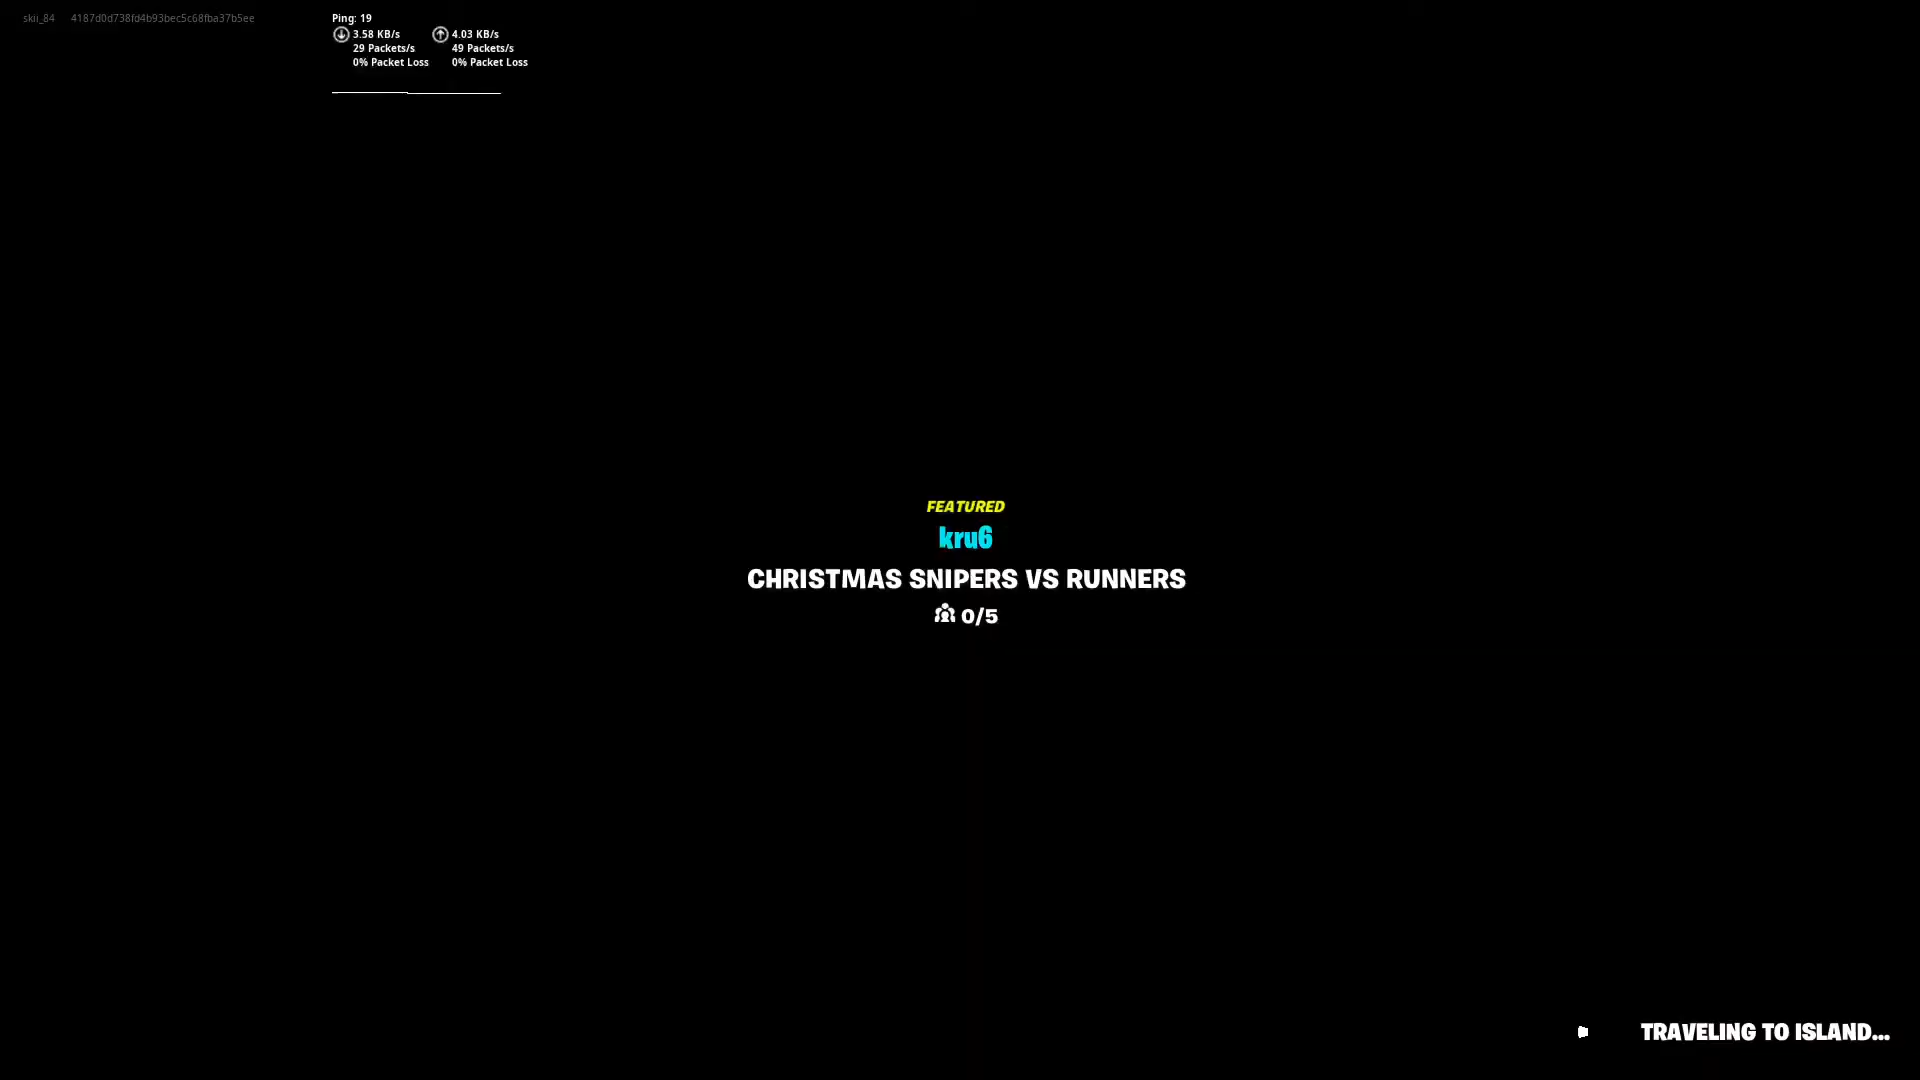 skii_84 4187d0d738fd4b93bec5c68fba37b5ee
Ping: 19
3.58 KB/s 4.03 KB/s
29 Packets/s 49 Packets/s
0% Packet Loss 0% Packet Loss
FEATURED
kru6
CHRISTMAS SNIPERS VS RUNNERS
0/5
TRAVELING TO ISLAND...